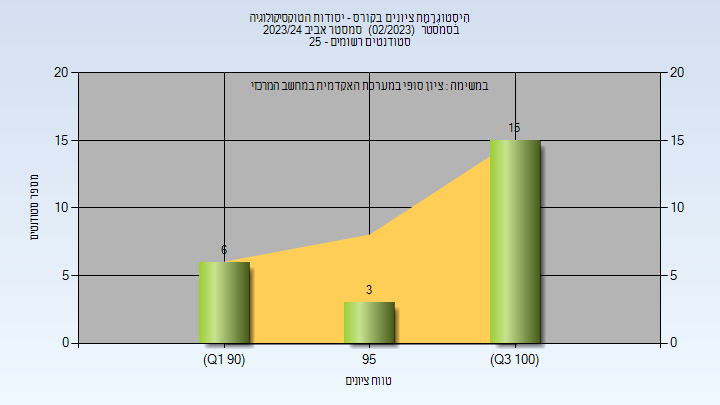 היסטוגרמת ציונים בקורס - יסודות הטוקסיקולוגיה
בסמסטר (02/2023) סמסטר אביב 2023/24
סטודנטים רשומים - 25
במשימה : ציון סופי במערכת האקדמית במחשב המרכזי
20
20
15
15
10
10
5
5
0
0
מספר סטודנטים
6
3
15
(Q1 90)
95
(Q3 100)
טווח ציונים